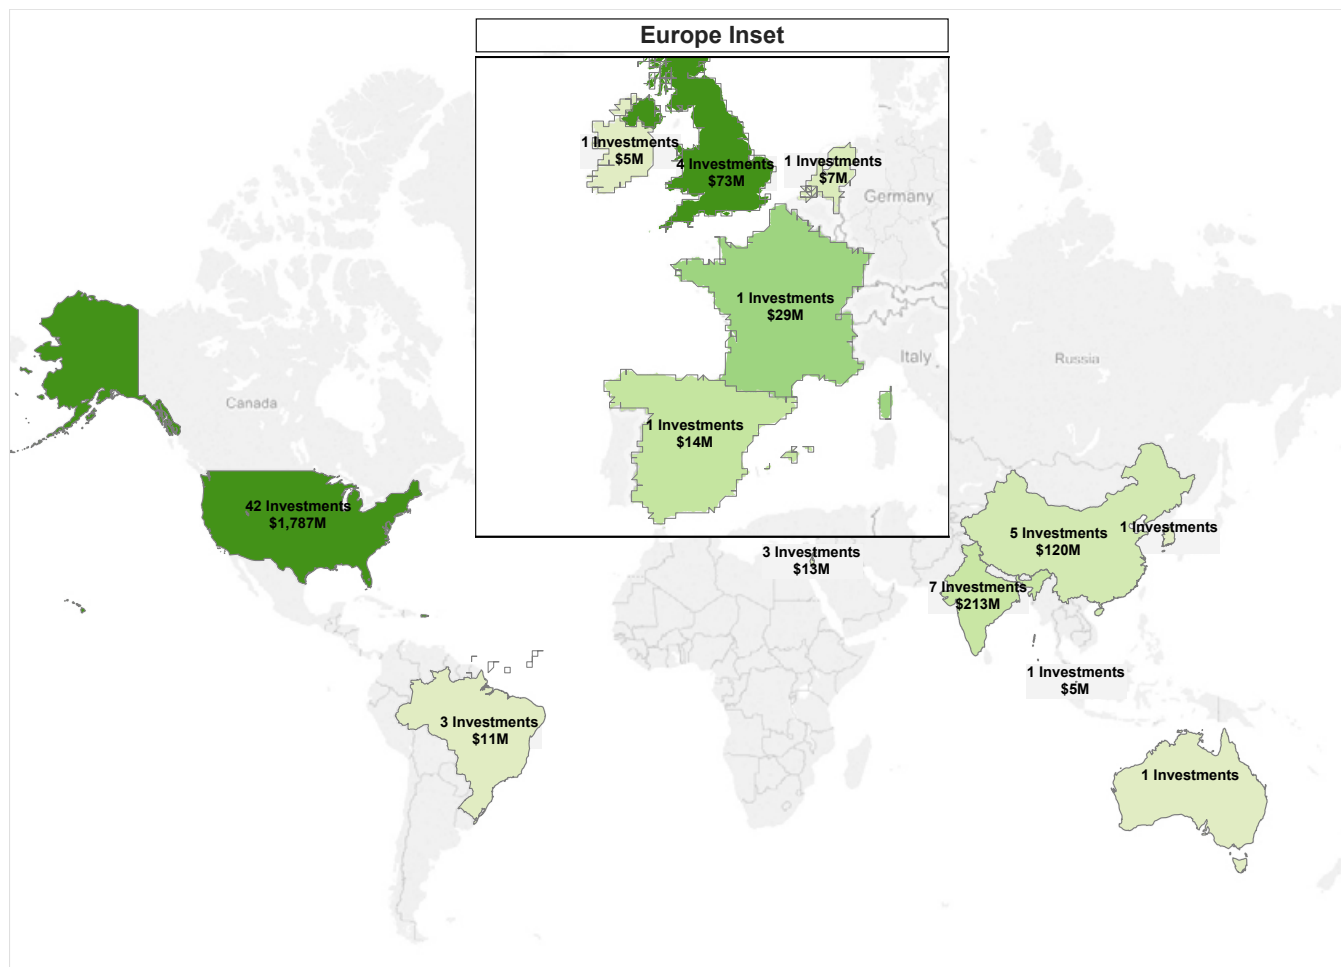 Europe Inset
1 Investments
$5M
4 Investments
$73M
1 Investments
$7M
Germany
1 Investments
$29M
Italy
Russia
Canada
1 Investments
$14M
42 Investments
$1,787M
5 Investments
$120M
1 Investments
3 Investments
$13M
7 Investments
$213M
1 Investments
$5M
3 Investments
$11M
1 Investments